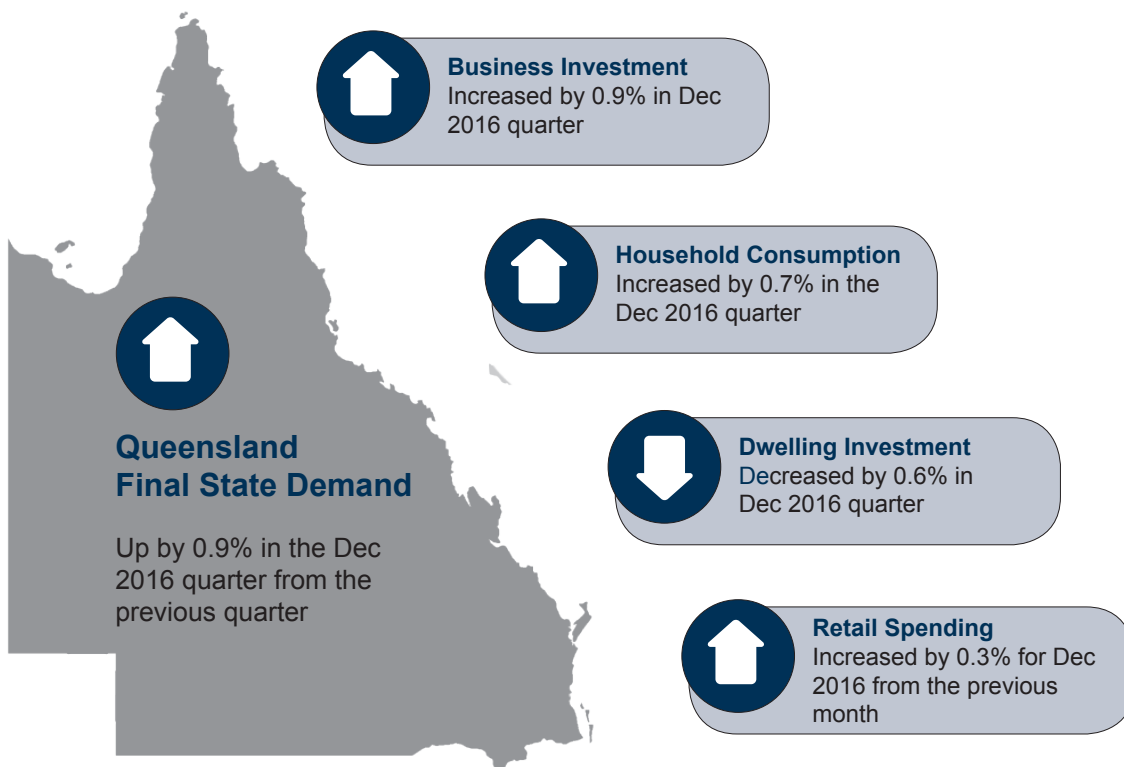 Business Investment
Increased by 0.9% in Dec
2016 quarter
Household Consumption
Increased by 0.7% in the
Dec 2016 quarter
Queensland
Final State Demand
Up by 0.9% in the Dec
2016 quarter from the
previous quarter
Dwelling Investment
Decreased by 0.6% in
Dec 2016 quarter
Retail Spending
Increased by 0.3% for Dec
2016 from the previous
month